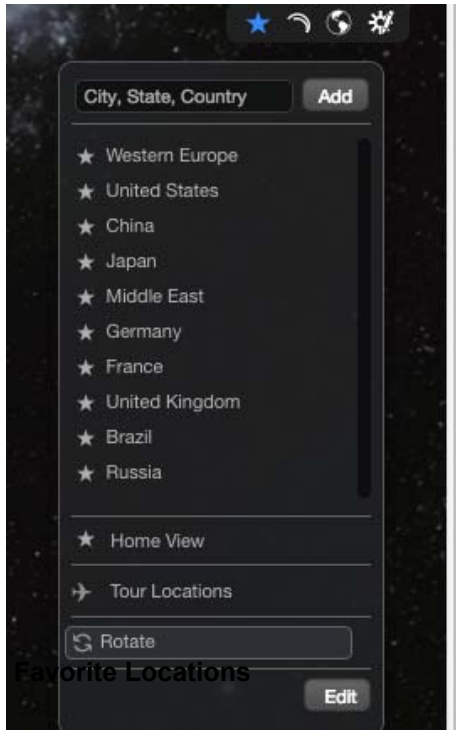 City, State, Country Add
Western Europe
United States
China
Japan
Middle East
Germany
France
United Kingdom
Brazil
Russia
Home View
Tour Locations
Rotate
Favorite Locations
Edit